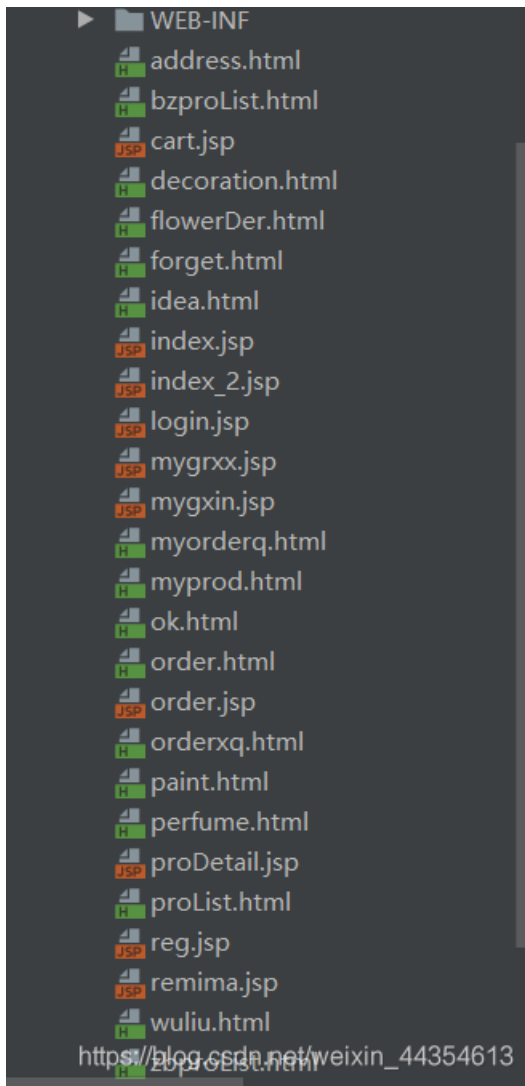 WEB-INF
address.html
bzproList.html
cart.jsp
decoration.html
flowerDer.html
forget.html
idea.html
index.jsp
index_2.jsp
login.jsp
mygrxx.jsp
mygxin.jsp
myorderq.html
myprod.html
ok.html
order.html
order.jsp
orderxq.html
paint.html
perfume.html
proDetail.jsp
proList.html
reg.jsp
remima.jsp
wuliu.html
zbproList.html
https://blog.csdn.net/weixin_44354613